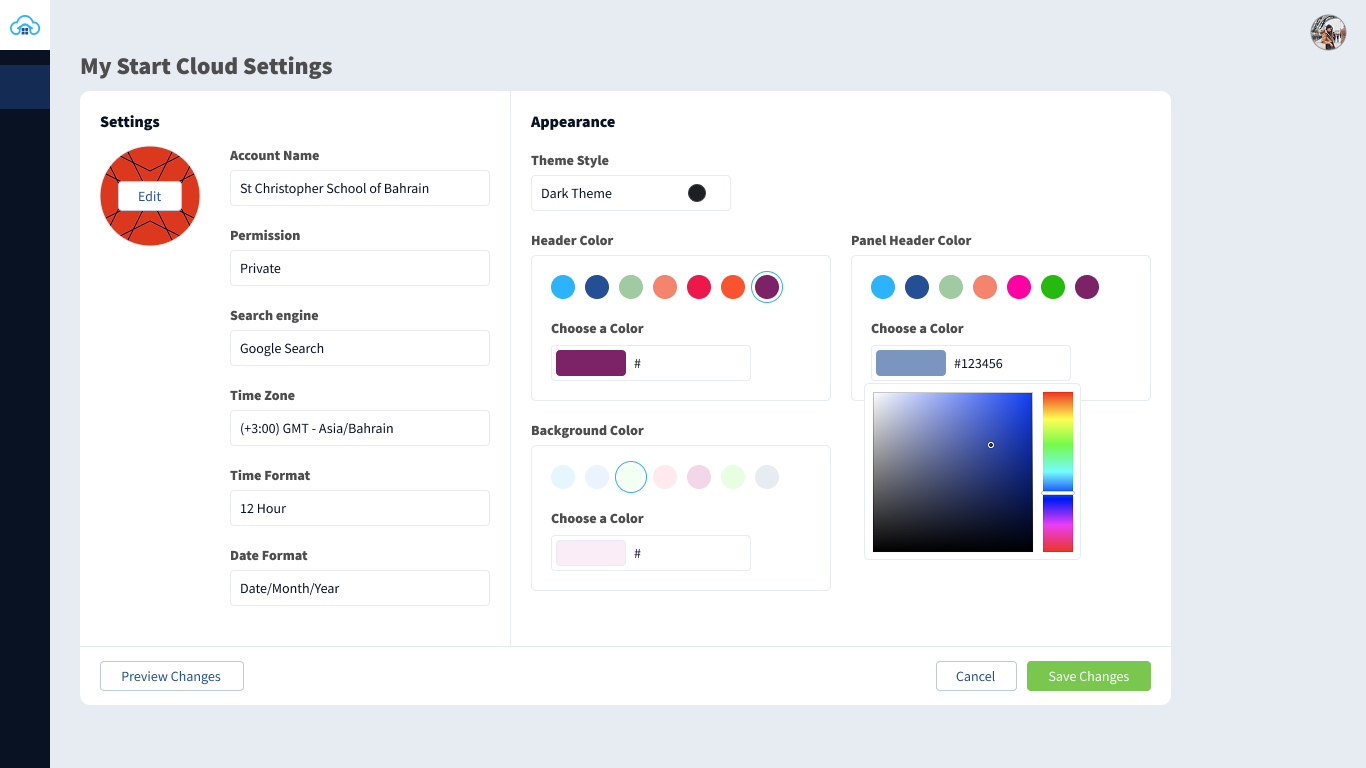 My Start Cloud Settings
Settings
Edit
Account Name
St Christopher School of Bahrain
Permission
Private
Search engine
Google Search
Time Zone
(+3:00) GMT - Asia/Bahrain
Time Format
12 Hour
Date Format
Date/Month/Year
Appearance
Theme Style
Dark Theme
Header Color
Choose a Color
#
Panel Header Color
Choose a Color
#123456
Background Color
Choose a Color
#
Preview Changes
Cancel
Save Changes